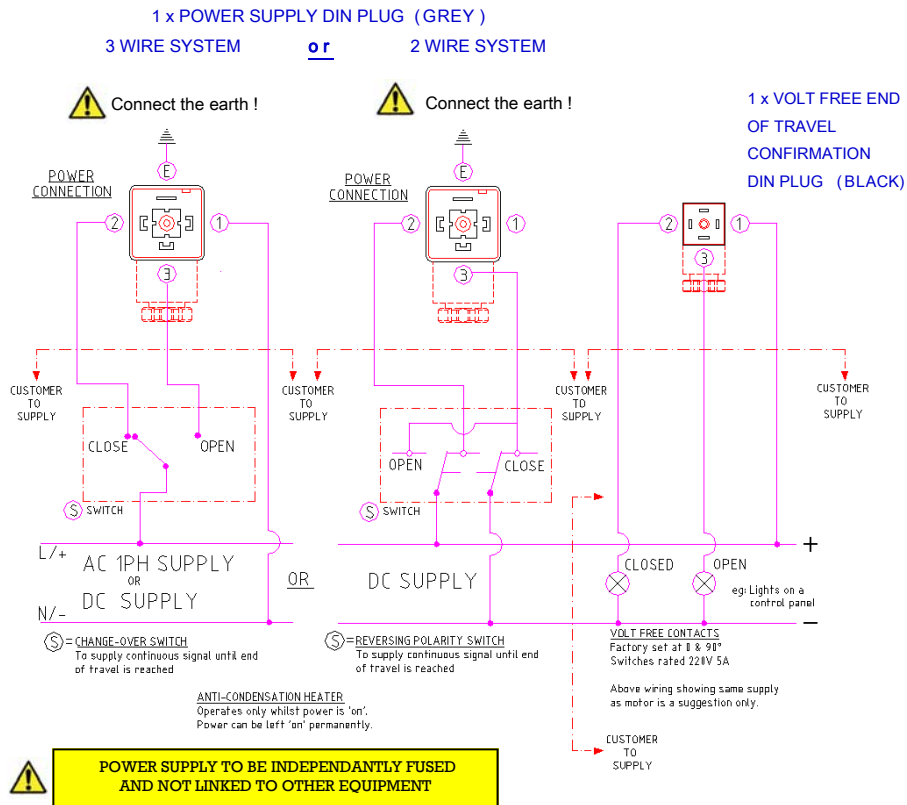 1 x POWER SUPPLY DIN PLUG (GREY )
3 WIRE SYSTEM or 2 WIRE SYSTEM
Connect the earth !
Connect the earth !
1 x VOLT FREE END
OF TRAVEL
CONFIRMATION
DIN PLUG (BLACK)
POWER
CONNECTION
E
2
1
3
POWER
CONNECTION
E
2
1
3
2
1
3
CUSTOMER
TO
SUPPLY
CUSTOMER
TO
SUPPLY
CUSTOMER
TO
SUPPLY
CUSTOMER
TO
SUPPLY
CLOSE
OPEN
S SWITCH
OPEN
CLOSE
S SWITCH
L/+
AC 1PH SUPPLY
OR
DC SUPPLY
N/-
OR
DC SUPPLY
+
CLOSED
OPEN
eg: Lights on a
control panel
–
S = CHANGE-OVER SWITCH
To supply continuous signal until end
of travel is reached
S = REVERSING POLARITY SWITCH
To supply continuous signal until end
of travel is reached
VOLT FREE CONTACTS
Factory set at 0 & 90°
Switches rated 220V 5A
Above wiring showing same supply
as motor is a suggestion only.
ANTI-CONDENSATION HEATER
Operates only whilst power is 'on'.
Power can be left 'on' permanently.
CUSTOMER
TO
SUPPLY
POWER SUPPLY TO BE INDEPENDANTLY FUSED
AND NOT LINKED TO OTHER EQUIPMENT